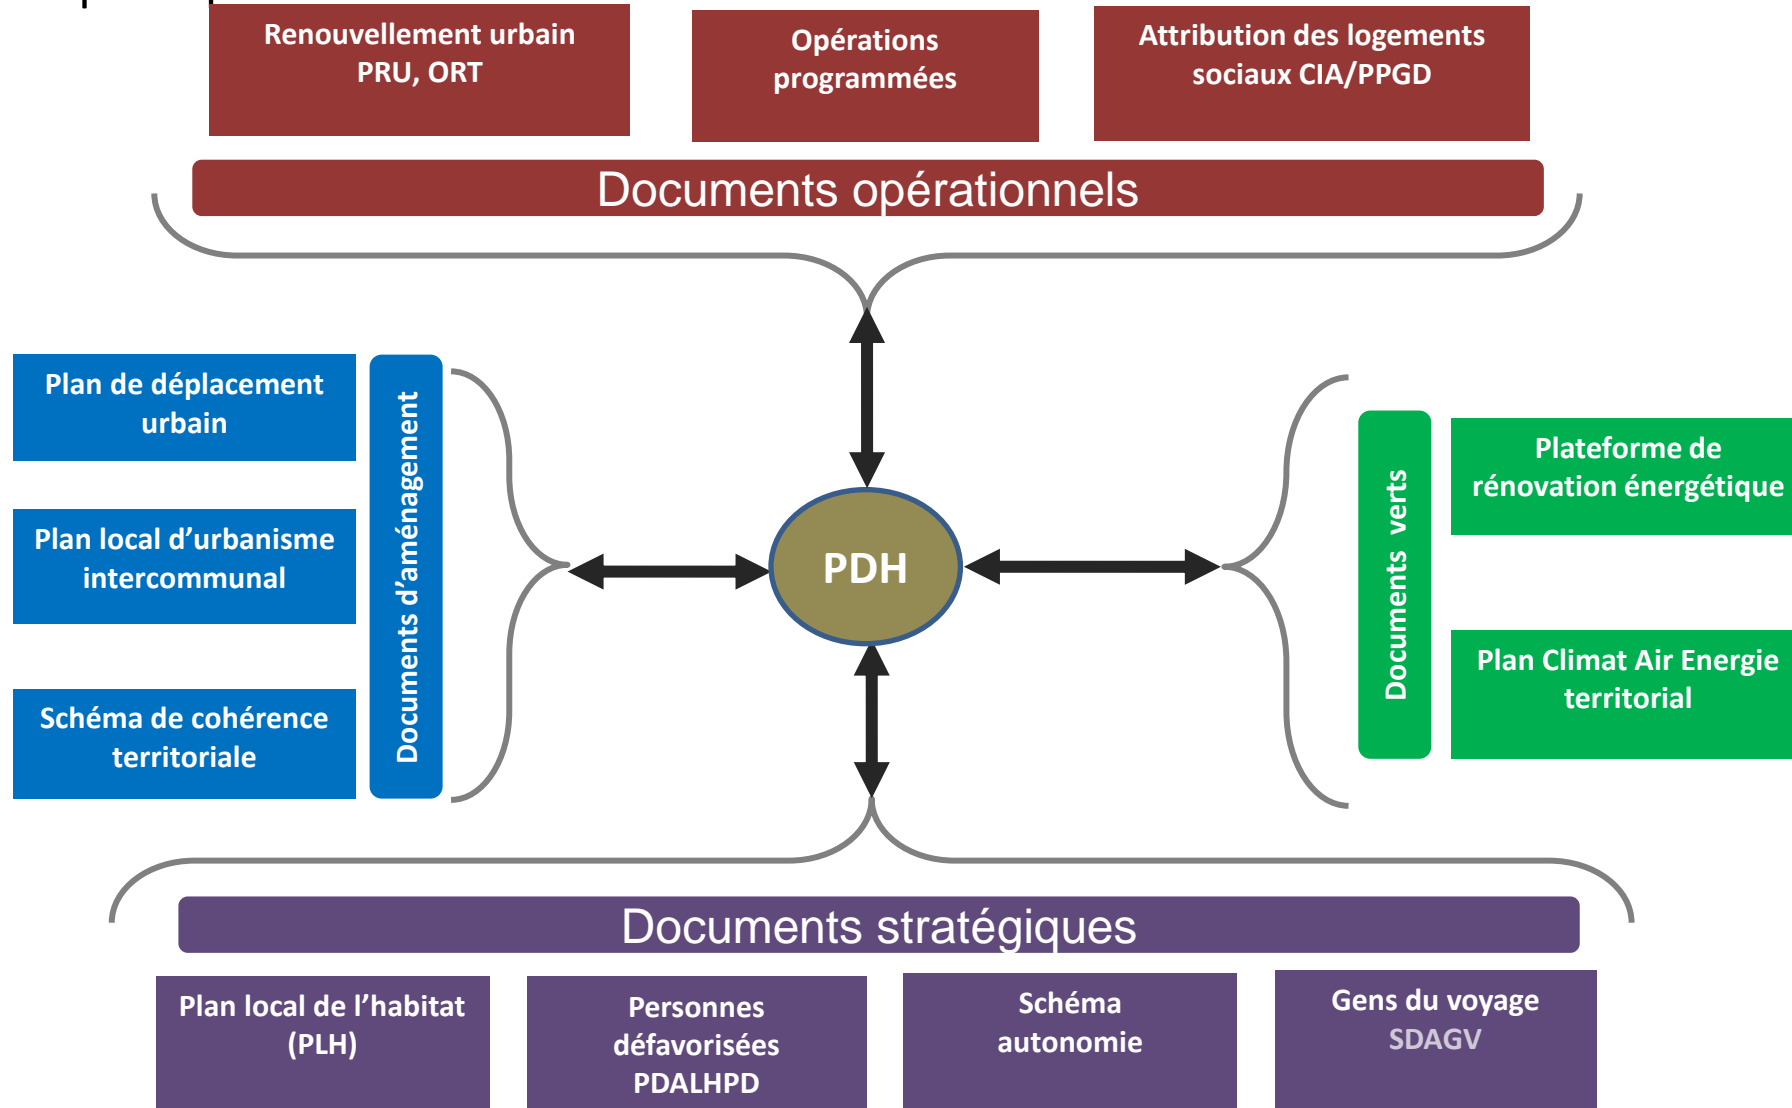 Renouvellement urbain
PRU, ORT
Opérations
programmées
Attribution des logements
sociaux CIA/PPGD
Documents opérationnels
Plan de déplacement
urbain
Plan local d’urbanisme
intercommunal
Schéma de cohérence
territoriale
Documents d’aménagement
PDH
Documents verts
Plateforme de
rénovation énergétique
Plan Climat Air Energie
territorial
Documents stratégiques
Plan local de l’habitat
(PLH)
Personnes
défavorisées
PDALHPD
Schéma
autonomie
Gens du voyage
SDAGV